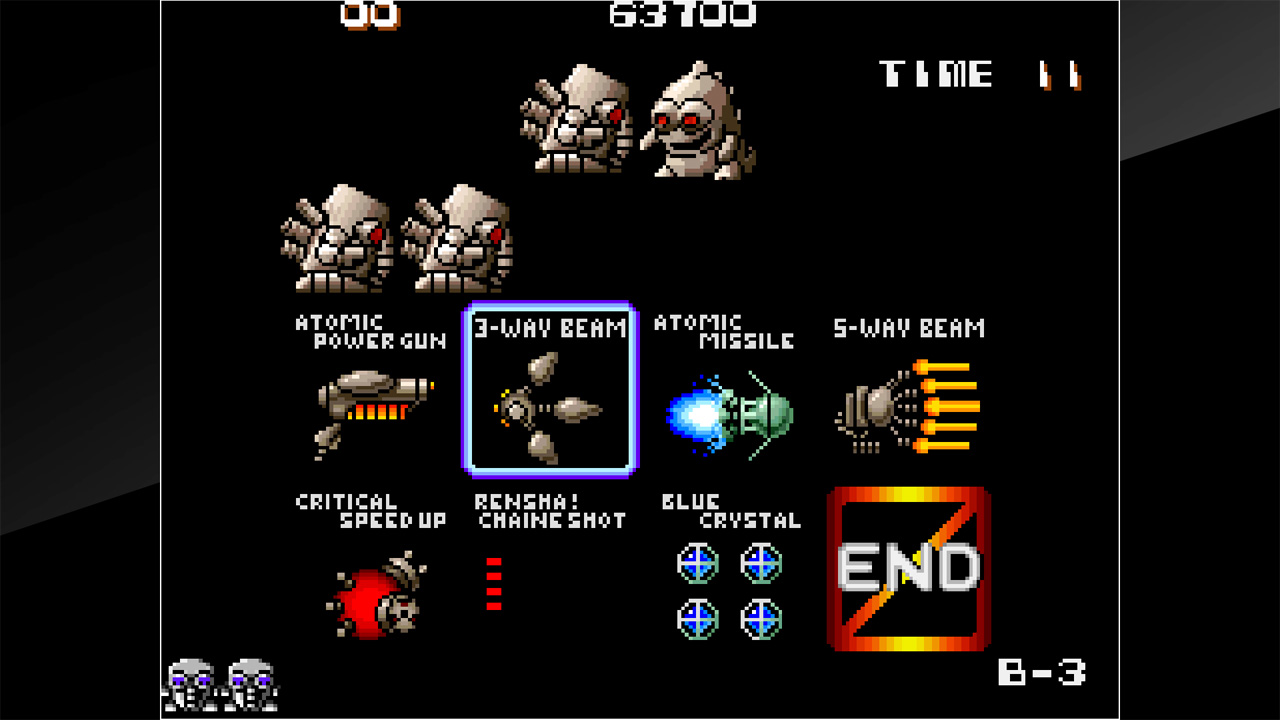 00 63700
TIME 11
ATOMIC
POWER GUN
3-WAY BEAM
ATOMIC
MISSILE
5-WAY BEAM
CRITICAL
SPEED UP
RENSHA!
CHAINE SHOT
BLUE
CRYSTAL
END
B-3